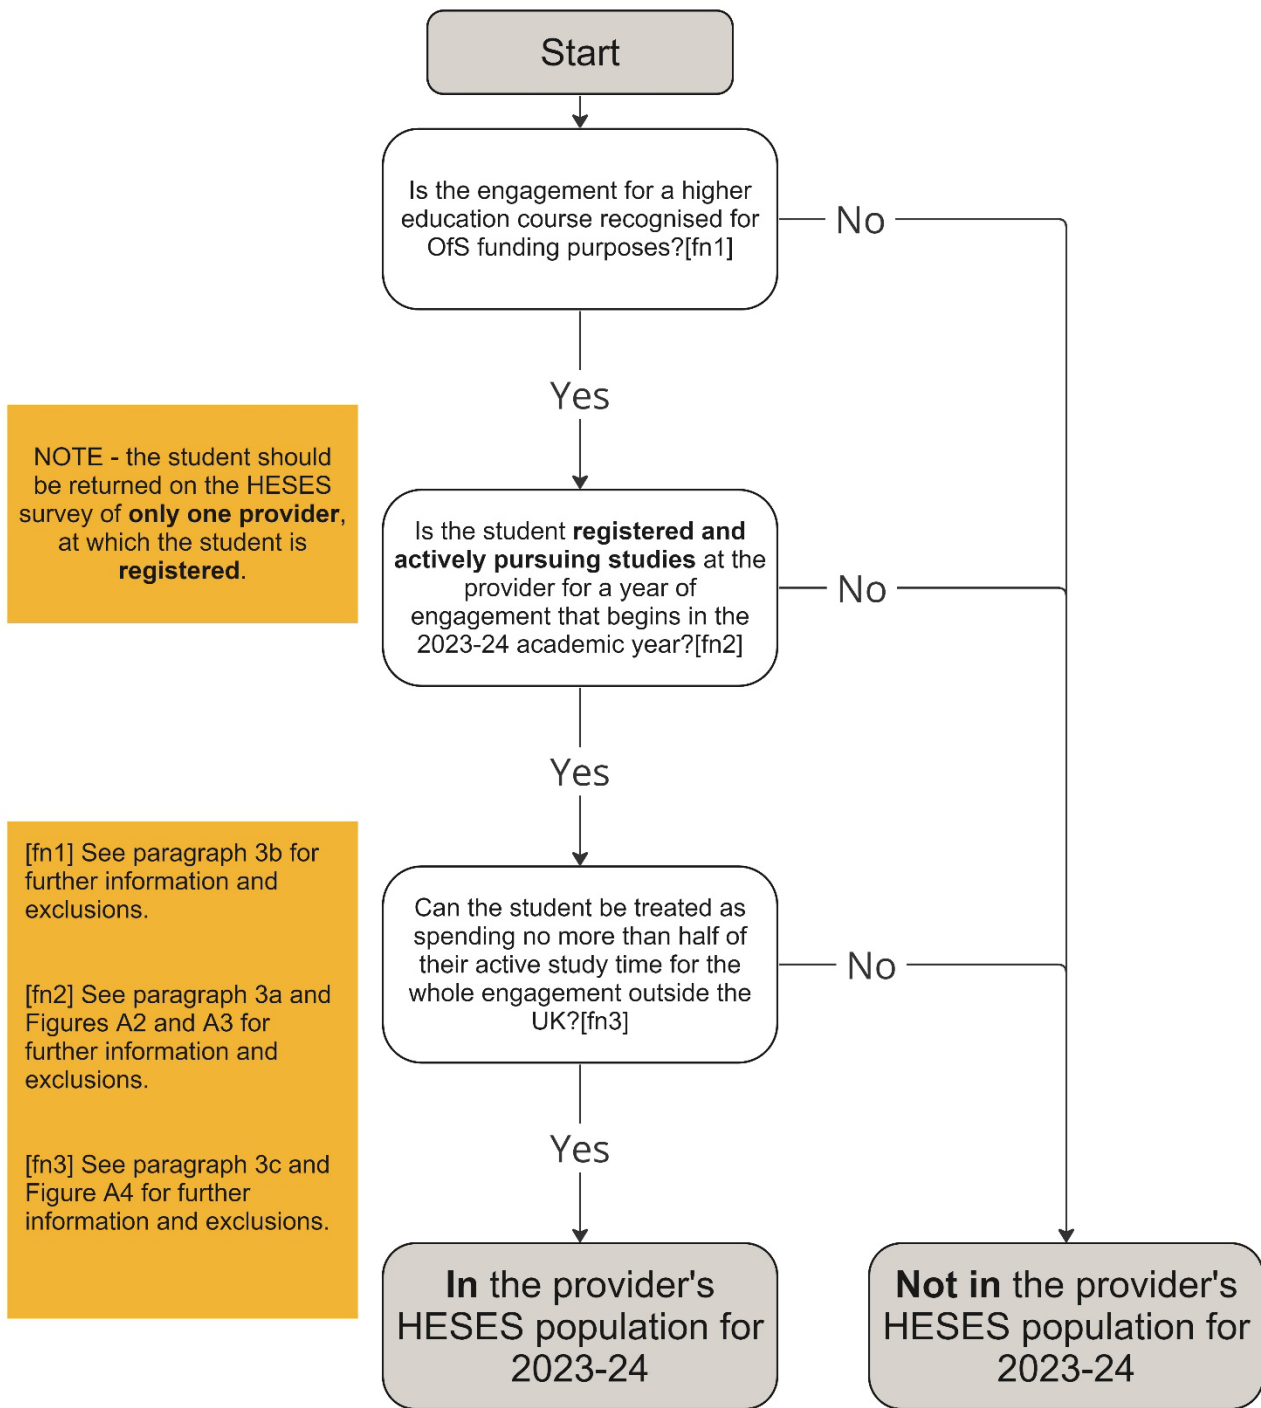 Start
Is the engagement for a higher
education course recognised for
OfS funding purposes?[fn1]
No
Yes
NOTE - the student should
be returned on the HESES
survey of only one provider,
at which the student is
registered.
Is the student registered and
actively pursuing studies at the
provider for a year of
engagement that begins in the
2023-24 academic year?[fn2]
No
Yes
[fn1] See paragraph 3b for
further information and
exclusions.
[fn2] See paragraph 3a and
Figures A2 and A3 for
further information and
exclusions.
[fn3] See paragraph 3c and
Figure A4 for further
information and exclusions.
Can the student be treated as
spending no more than half of
their active study time for the
whole engagement outside the
UK?[fn3]
No
Yes
In the provider's
HESES population for
2023-24
Not in the provider's
HESES population for
2023-24